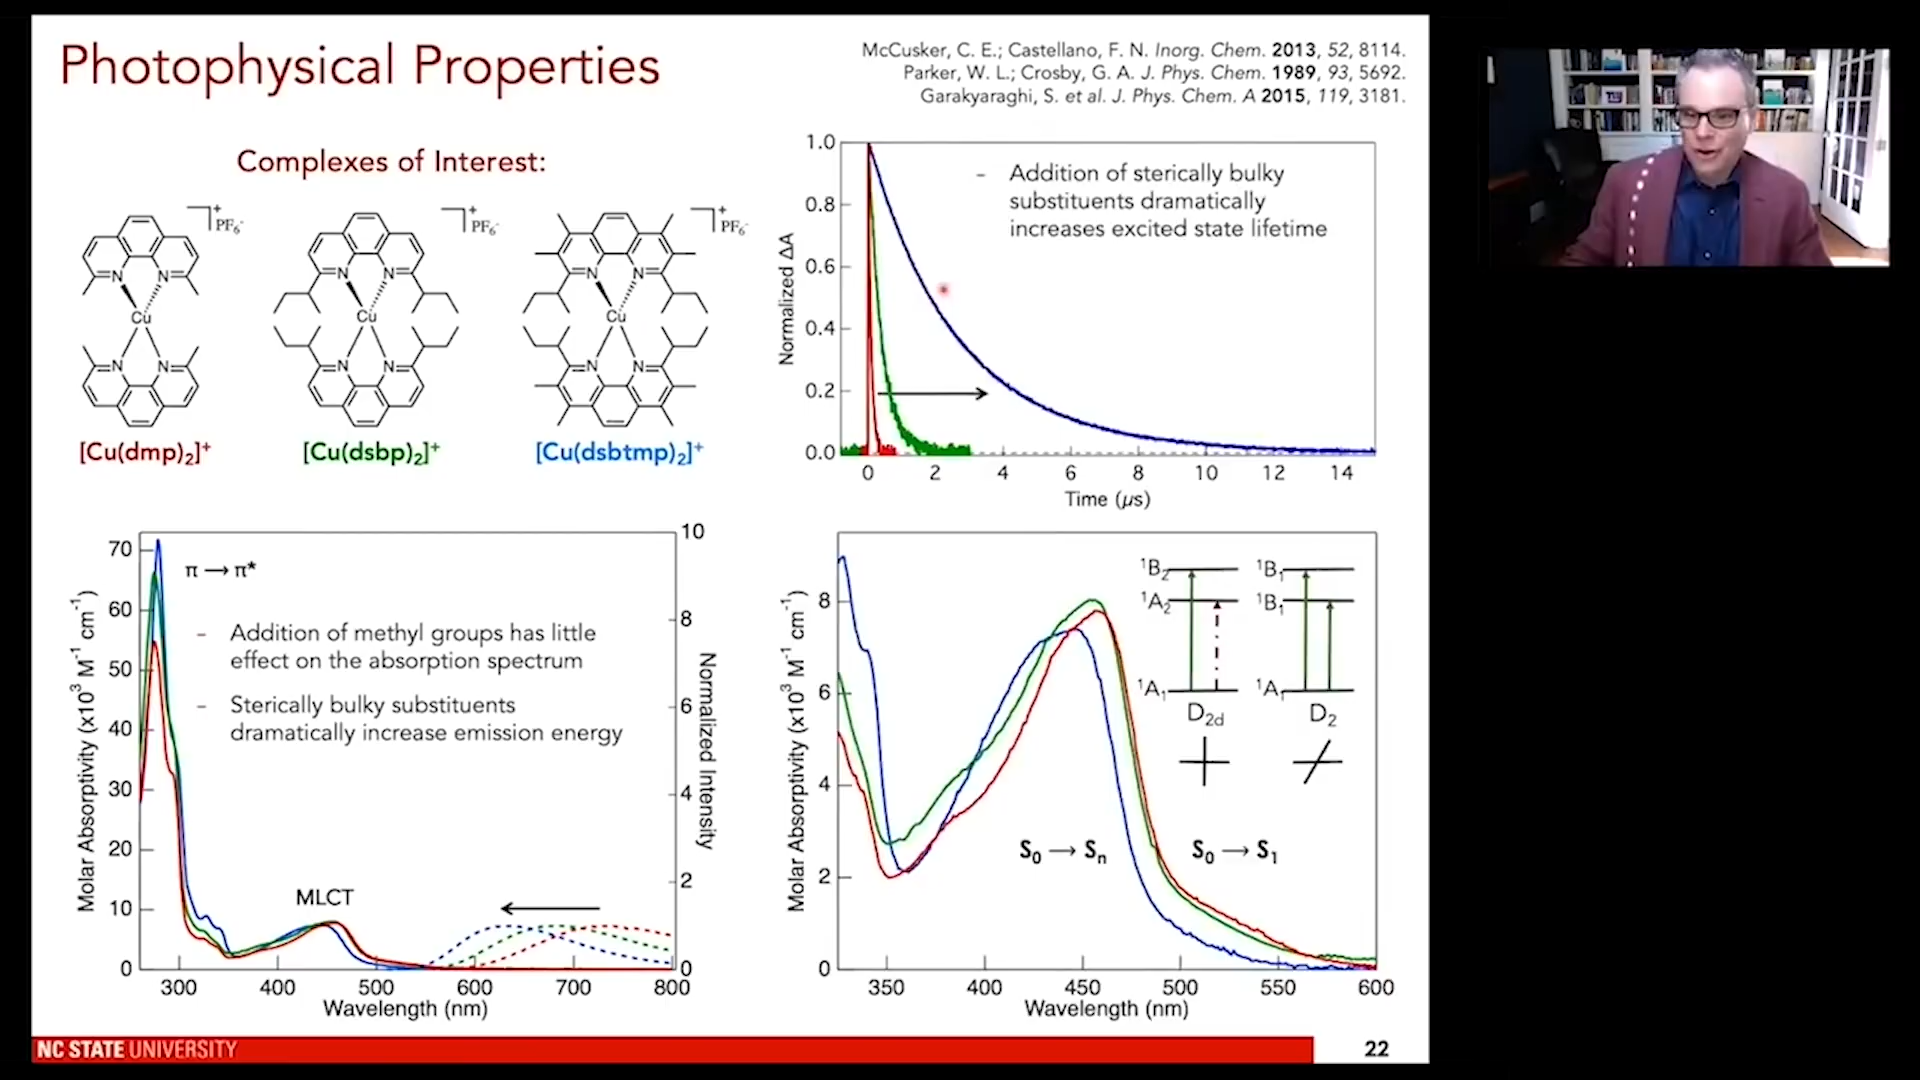 Photophysical Properties
McCusker, C. E.; Castellano, F. N. Inorg. Chem. 2013, 52, 8114.
Parker, W. L.; Crosby, G. A. J. Phys. Chem. 1989, 93, 5692.
Garakyaraghi, S. et al. J. Phys. Chem. A 2015, 119, 3181.
Complexes of Interest:
+
PF6-
N N
Cu
N N
[Cu(dmp)2]+
+
PF6-
N N
Cu
N N
[Cu(dsbp)2]+
+
PF6-
N N
Cu
N N
[Cu(dsbtmp)2]+
- Addition of sterically bulky
substituents dramatically
increases excited state lifetime
Normalized ΔA
1.0
0.8
0.6
0.4
0.2
0.0
0 2 4 6 8 10 12 14
Time (μs)
π → π*
- Addition of methyl groups has little
effect on the absorption spectrum
- Sterically bulky substituents
dramatically increase emission energy
MLCT
Molar Absorptivity (x10³ M⁻¹ cm⁻¹)
70
60
50
40
30
20
10
0
Normalized Intensity
10
8
6
4
2
0
300 400 500 600 700 800
Wavelength (nm)
Molar Absorptivity (x10³ M⁻¹ cm⁻¹)
8
6
4
2
0
¹B₂ ¹B₁
¹A₂ ¹B₁
¹A₁ ¹A₁
D2d D2
S₀ → Sn S₀ → S₁
350 400 450 500 550 600
Wavelength (nm)
NC STATE UNIVERSITY
22